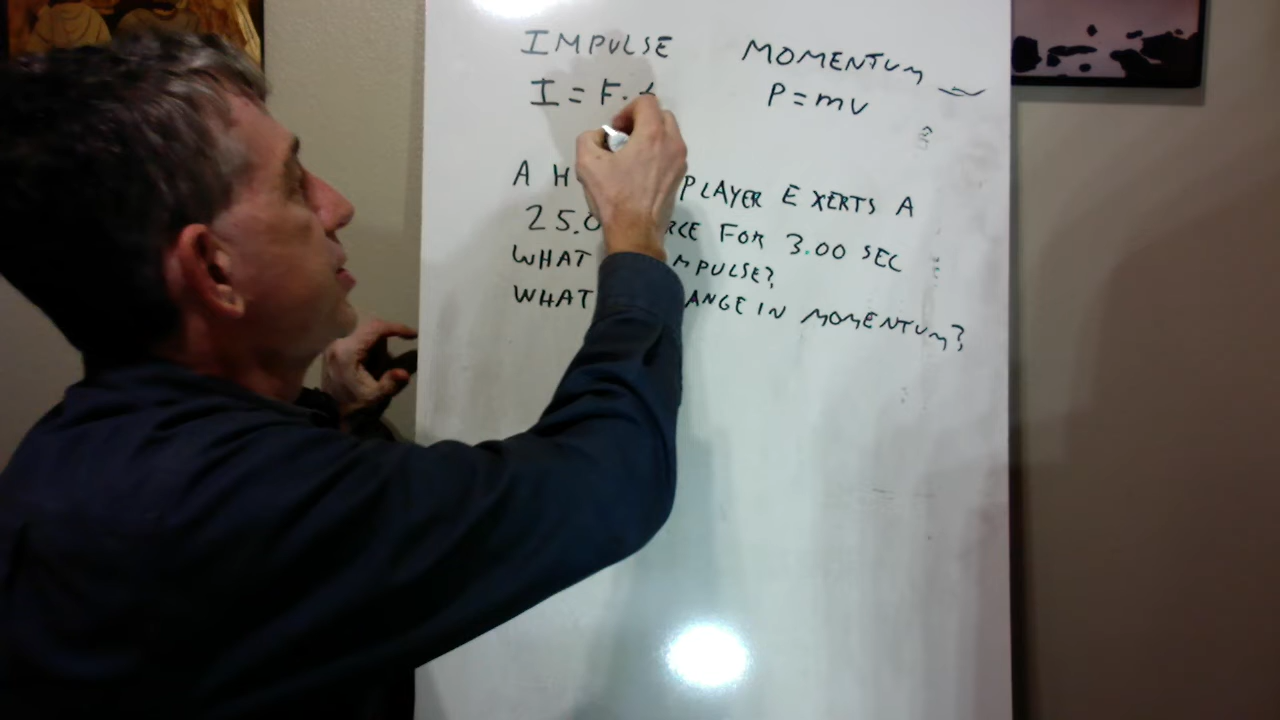 IMPULSE MOMENTUM
I = F · t P = mv
A H PLAYER EXERTS A
25.0 RCE FOR 3.00 SEC
WHAT MPULSE?
WHAT ANGE IN MOMENTUM?